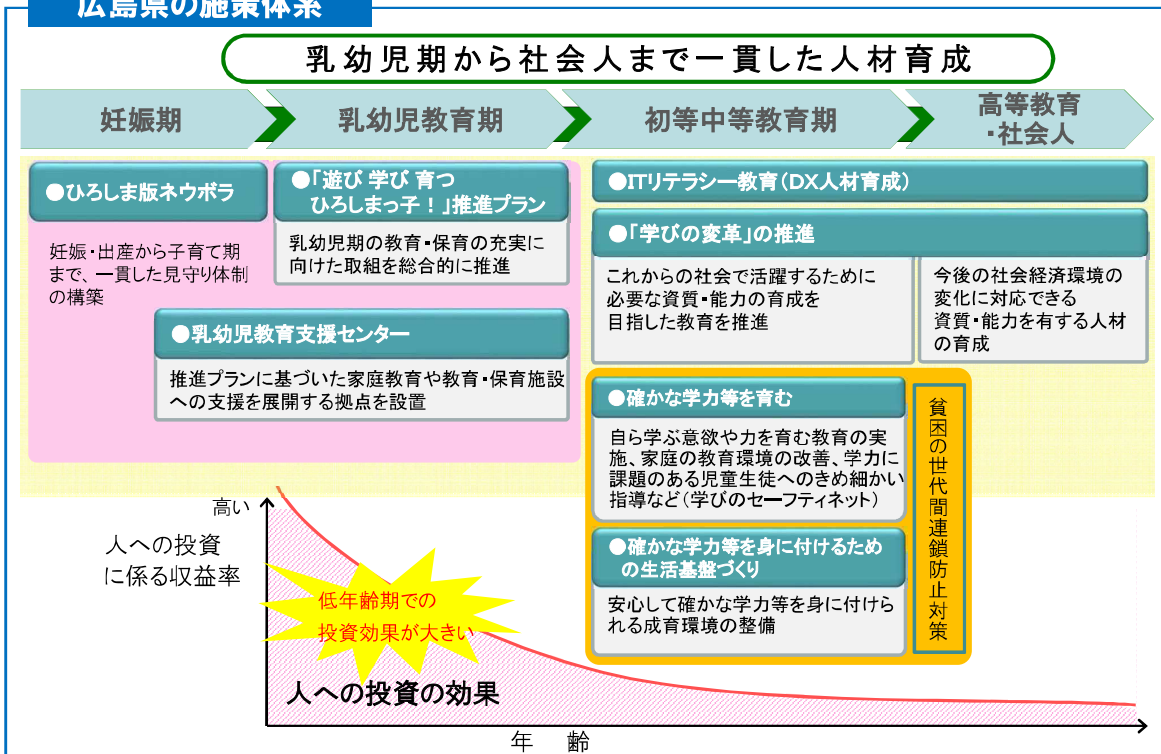 広島県の施策体系
乳幼児期から社会人まで一貫した人材育成
妊娠期
乳幼児教育期
初等中等教育期
高等教育
・社会人
●ひろしま版ネウボラ
妊娠・出産から子育て期
まで、一貫した見守り体制
の構築
●「遊び 学び 育つ
ひろしまっ子！」推進プラン
乳幼児期の教育・保育の充実に
向けた取組を総合的に推進
●乳幼児教育支援センター
推進プランに基づいた家庭教育や教育・保育施設
への支援を展開する拠点を設置
●ITリテラシー教育（DX人材育成）
●「学びの変革」の推進
これからの社会で活躍するために
必要な資質・能力の育成を
目指した教育を推進
今後の社会経済環境の
変化に対応できる
資質・能力を有する人材
の育成
●確かな学力等を育む
自ら学ぶ意欲や力を育む教育の実
施、家庭の教育環境の改善、学力に
課題のある児童生徒へのきめ細かい
指導など（学びのセーフティネット）
●確かな学力等を身に付けるため
の生活基盤づくり
安心して確かな学力等を身に付けら
れる成育環境の整備
貧困の世代間連鎖防止対策
高い
人への投資
に係る収益率
低年齢期での
投資効果が大きい
人への投資の効果
年 齢